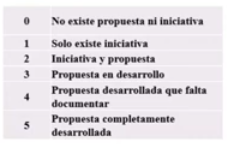 0 No existe propuesta ni iniciativa
1 Solo existe iniciativa
2 Iniciativa y propuesta
3 Propuesta en desarrollo
4 Propuesta desarrollada que falta
documentar
5 Propuesta completamente
desarrollada